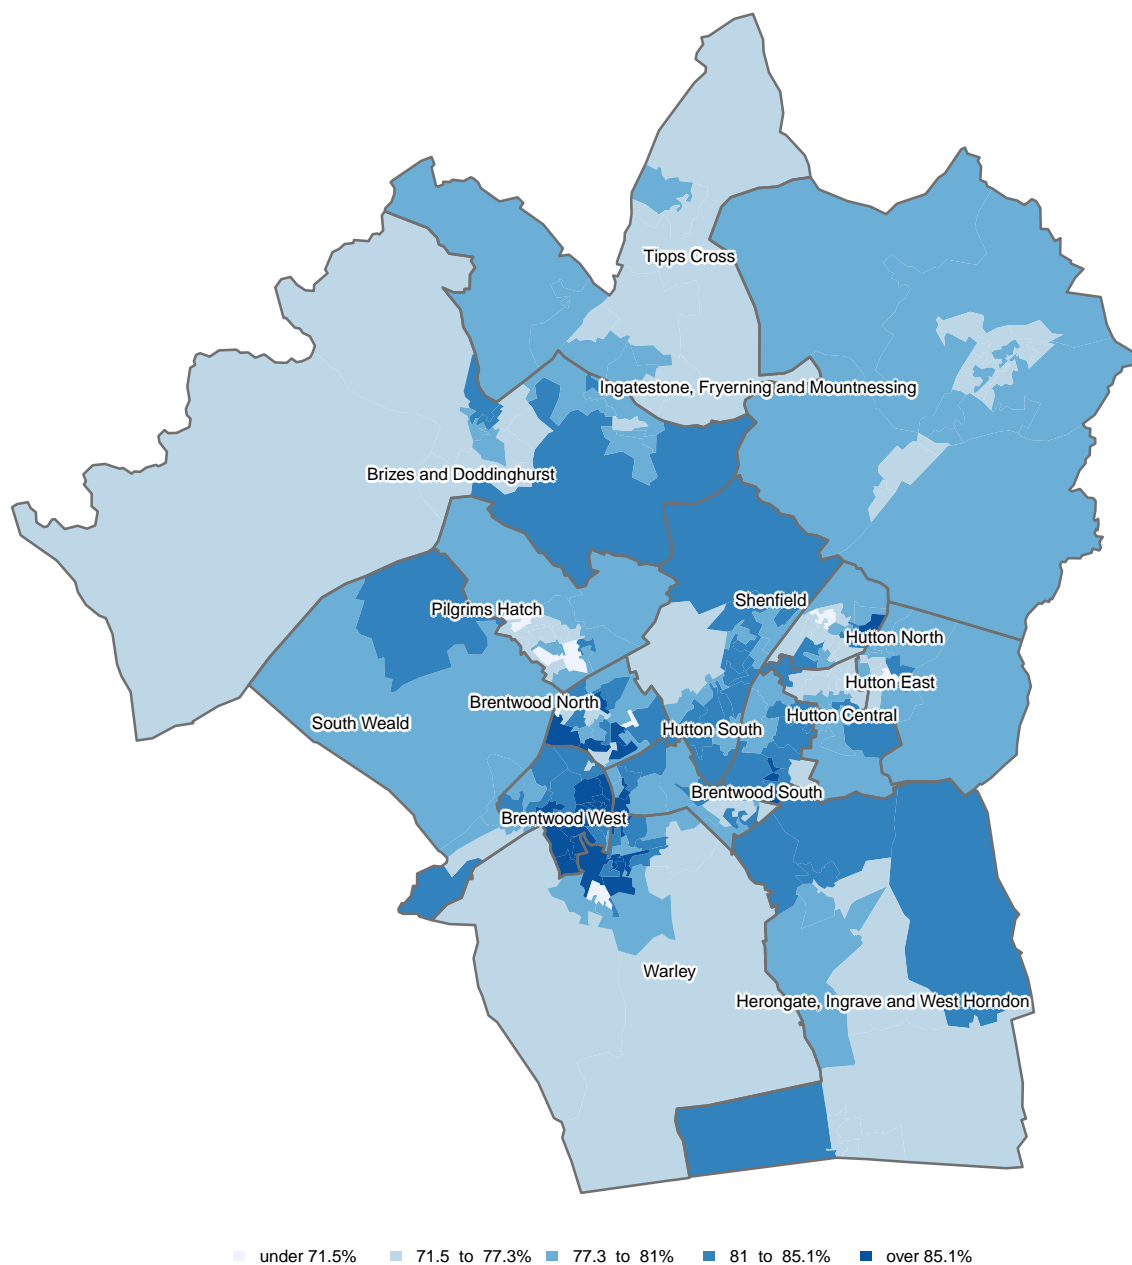 Tipps Cross
Ingatestone, Fryerning and Mountnessing
Brizes and Doddinghurst
Shenfield
Pilgrims Hatch
Hutton North
Hutton East
Brentwood North
Hutton Central
South Weald
Hutton South
Brentwood South
Brentwood West
Warley
Herongate, Ingrave and West Horndon
under 71.5% 71.5 to 77.3% 77.3 to 81% 81 to 85.1% over 85.1%